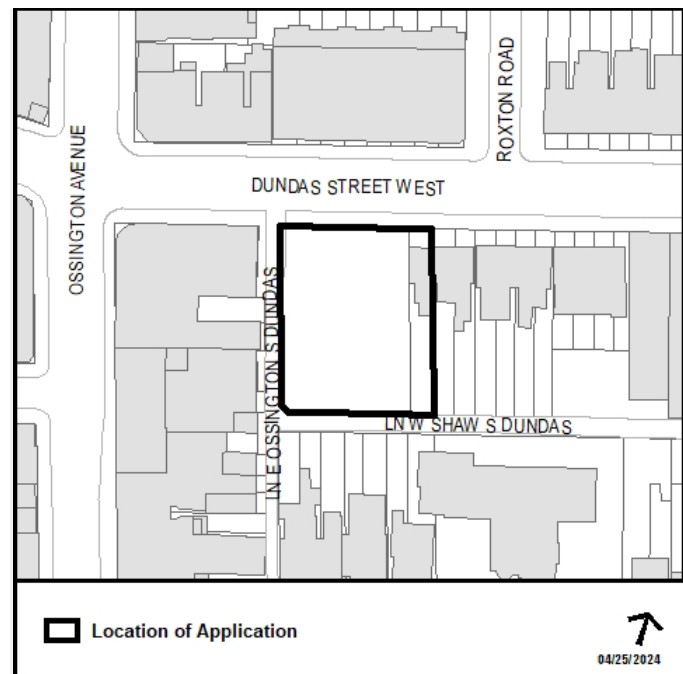 ROXTON ROAD
OSSINGTON AVENUE
DUNDAS STREET WEST
LN E OSSINGTON S DUNDAS
LN W SHAW S DUNDAS
Location of Application
04/25/2024